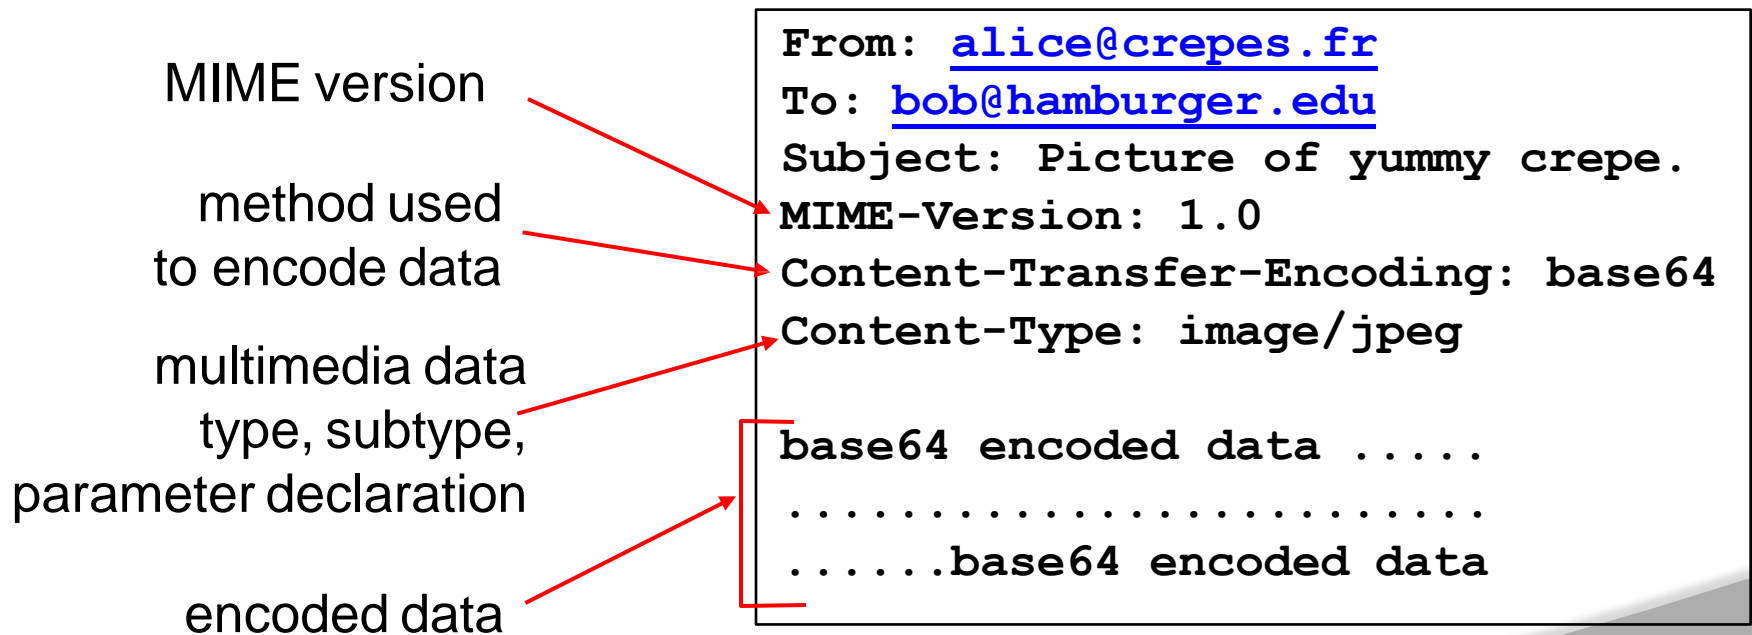 MIME version
method used
to encode data
multimedia data
type, subtype,
parameter declaration
encoded data
From: alice@crepes.fr
To: bob@hamburger.edu
Subject: Picture of yummy crepe.
MIME-Version: 1.0
Content-Transfer-Encoding: base64
Content-Type: image/jpeg
base64 encoded data .....
.........................
......base64 encoded data